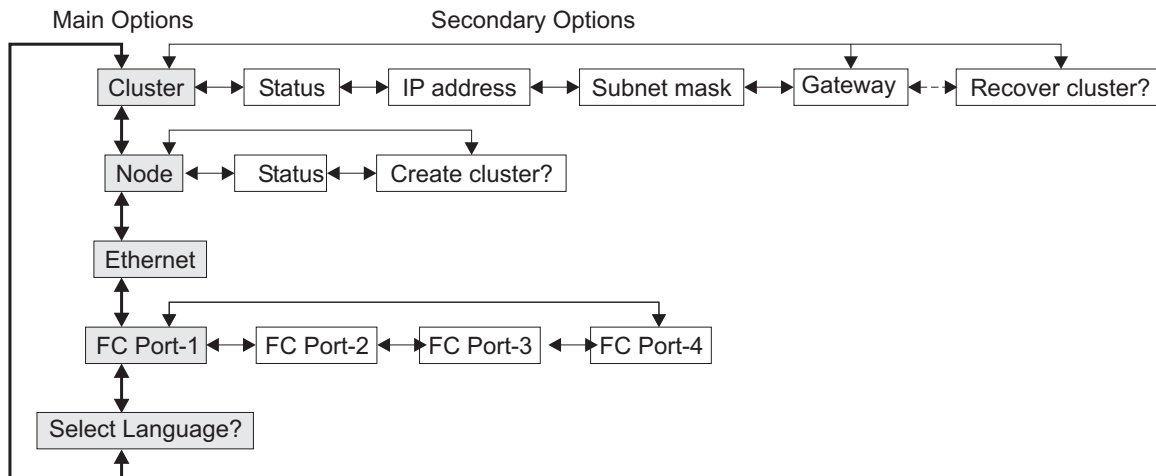 Main Options
Secondary Options
Cluster
Status
IP address
Subnet mask
Gateway
Recover cluster?
Node
Status
Create cluster?
Ethernet
FC Port-1
FC Port-2
FC Port-3
FC Port-4
Select Language?